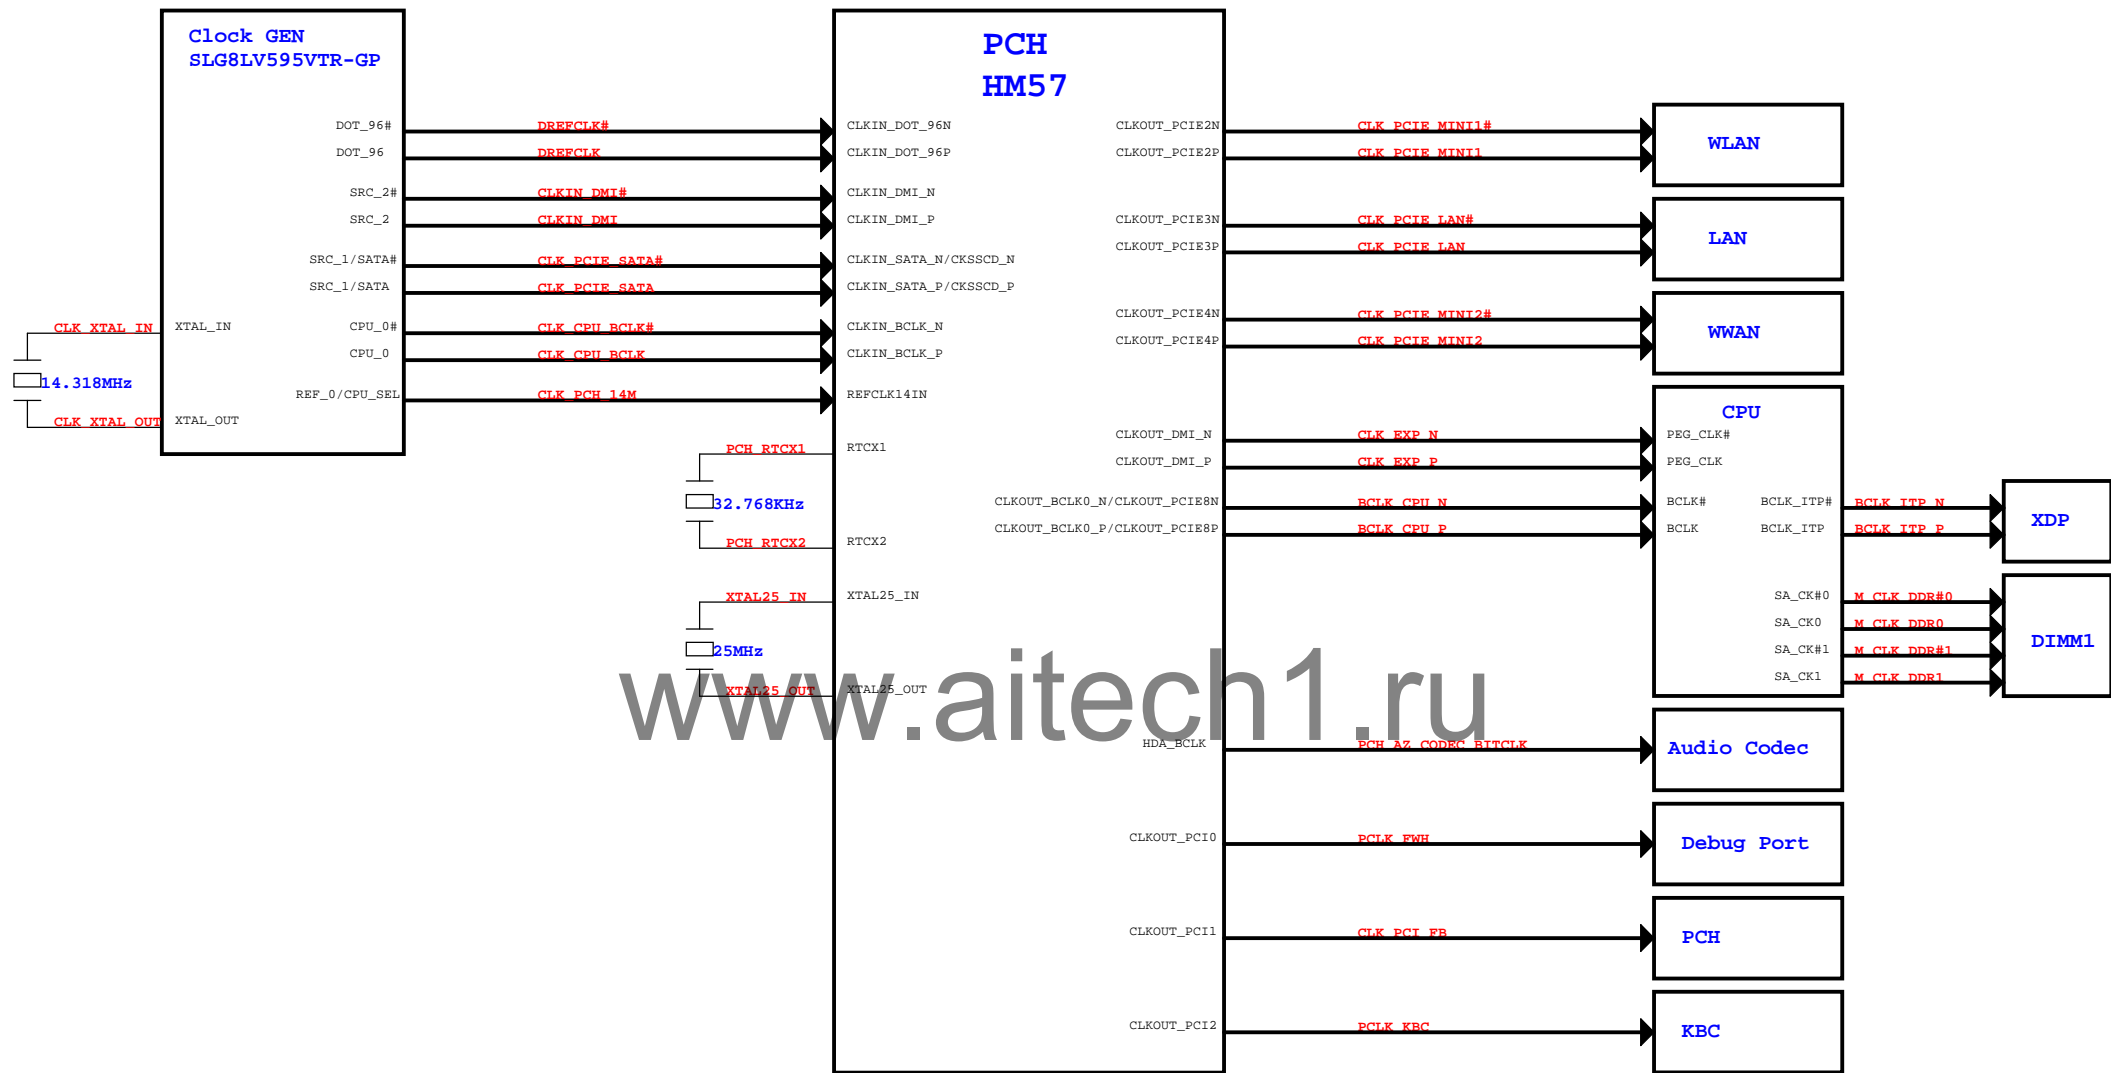 Clock GEN
SLG8LV595VTR-GP
DOT_96#
DOT_96
SRC_2#
SRC_2
SRC_1/SATA#
SRC_1/SATA
CLK_XTAL_IN
XTAL_IN
CPU_0#
CPU_0
14.318MHz
REF_0/CPU_SEL
CLK_XTAL_OUT
XTAL_OUT
DREFCLK#
DREFCLK
CLKIN_DMI#
CLKIN_DMI
CLK_PCIE_SATA#
CLK_PCIE_SATA
CLK_CPU_BCLK#
CLK_CPU_BCLK
CLK_PCH_14M
PCH_RTCX1
32.768KHz
PCH_RTCX2
XTAL25_IN
25MHz
XTAL25_OUT
PCH
HM57
CLKIN_DOT_96N
CLKIN_DOT_96P
CLKIN_DMI_N
CLKIN_DMI_P
CLKIN_SATA_N/CKSSCD_N
CLKIN_SATA_P/CKSSCD_P
CLKIN_BCLK_N
CLKIN_BCLK_P
REFCLK14IN
RTCX1
RTCX2
XTAL25_IN
XTAL25_OUT
CLKOUT_PCIE2N
CLKOUT_PCIE2P
CLKOUT_PCIE3N
CLKOUT_PCIE3P
CLKOUT_PCIE4N
CLKOUT_PCIE4P
CLKOUT_DMI_N
CLKOUT_DMI_P
CLKOUT_BCLK0_N/CLKOUT_PCIE8N
CLKOUT_BCLK0_P/CLKOUT_PCIE8P
HDA_BCLK
CLKOUT_PCI0
CLKOUT_PCI1
CLKOUT_PCI2
CLK_PCIE_MINI1#
CLK_PCIE_MINI1
CLK_PCIE_LAN#
CLK_PCIE_LAN
CLK_PCIE_MINI2#
CLK_PCIE_MINI2
CLK_EXP_N
CLK_EXP_P
BCLK_CPU_N
BCLK_CPU_P
PCH_AZ_CODEC_BITCLK
PCLK_FWH
CLK_PCI_FB
PCLK_KBC
WLAN
LAN
WWAN
CPU
PEG_CLK#
PEG_CLK
BCLK#
BCLK
BCLK_ITP#
BCLK_ITP
SA_CK#0
SA_CK0
SA_CK#1
SA_CK1
BCLK_ITP_N
BCLK_ITP_P
XDP
M_CLK_DDR#0
M_CLK_DDR0
M_CLK_DDR#1
M_CLK_DDR1
DIMM1
Audio Codec
Debug Port
PCH
KBC
www.aitech1.ru